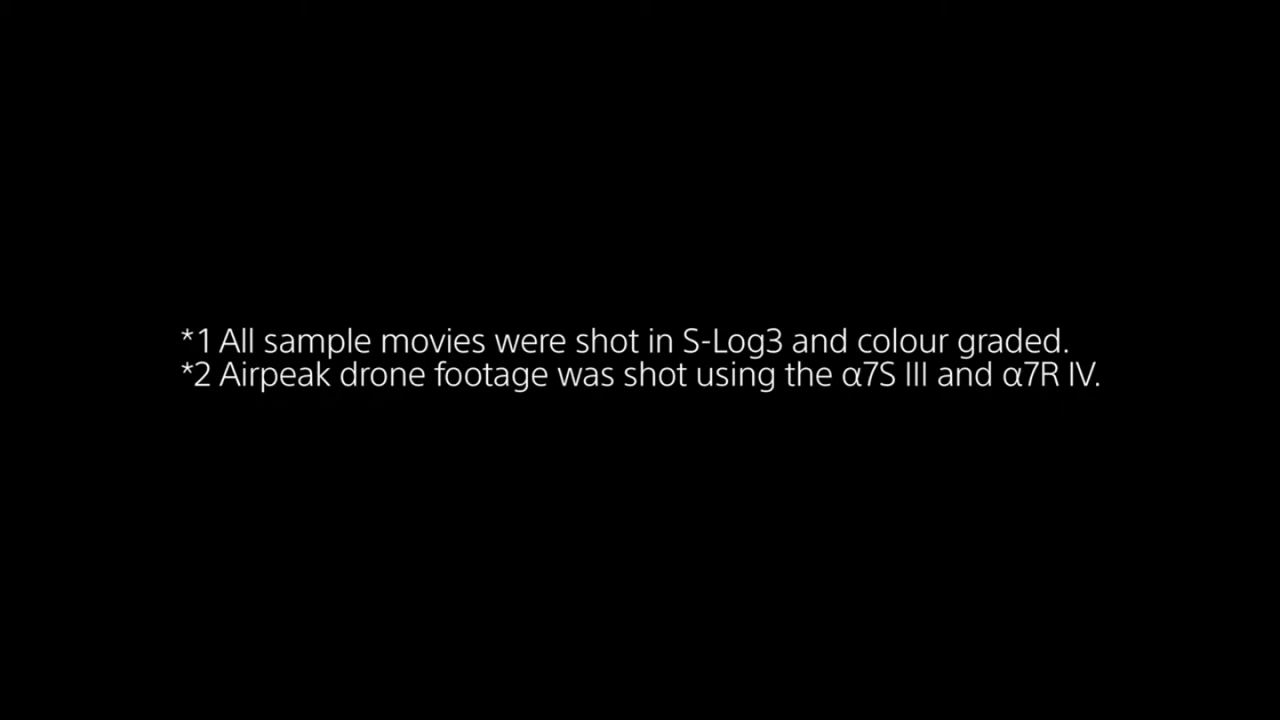 *1 All sample movies were shot in S-Log3 and colour graded.
*2 Airpeak drone footage was shot using the α7S III and α7R IV.